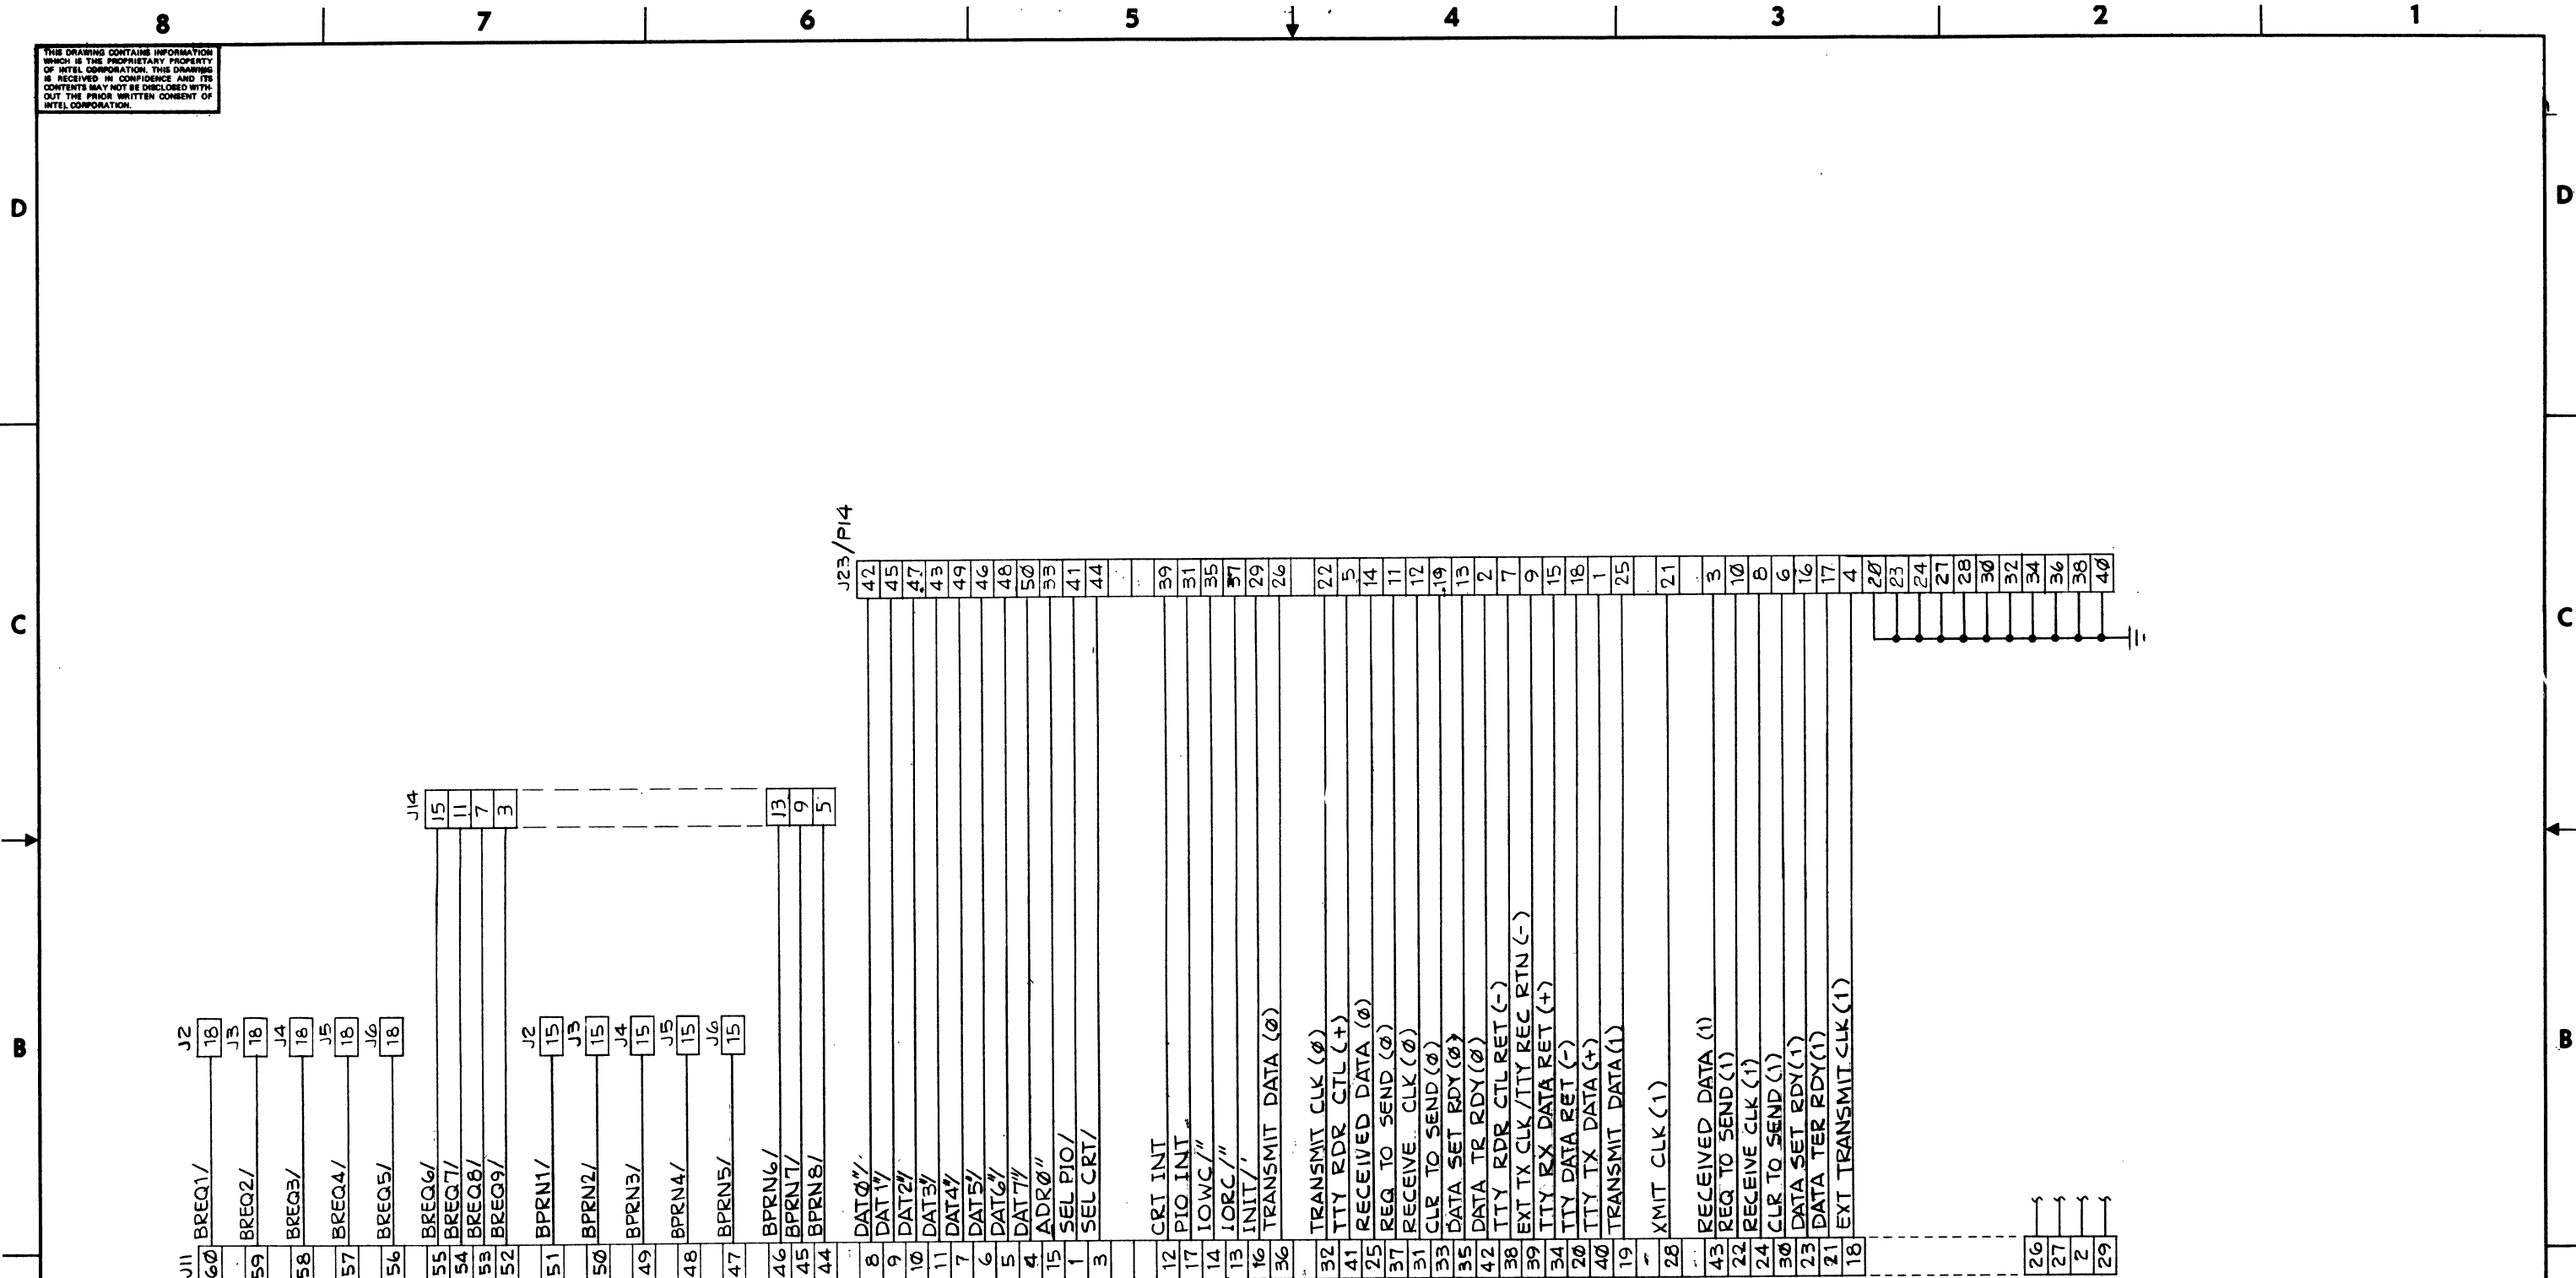 8 7 6 5 4 3 2 1
THIS DRAWING CONTAINS INFORMATION
WHICH IS THE PROPRIETARY PROPERTY
OF INTEL CORPORATION. THIS DRAWING
IS RECEIVED IN CONFIDENCE AND ITS
CONTENTS MAY NOT BE DISCLOSED WITH-
OUT THE PRIOR WRITTEN CONSENT OF
INTEL CORPORATION.
D D
J23/P14
42 45 47 43 49 46 48 50 33 41 44 39 31 35 37 29 26 22 5 14 11 12 19 13 2 7 9 15 18 1 25 21 3 10 8 6 16 17 4 20 23 24 27 28 30 32 34 36 38 40
C C
J14
15 11 7 3 13 9 5
J2 18
J3 18
J4 18
J5 18
J6 18
J2 15
J3 15
J4 15
J5 15
J6 15
B B
BREQ1/
BREQ2/
BREQ3/
BREQ4/
BREQ5/
BREQ6/
BREQ7/
BREQ8/
BREQ9/
BPRN1/
BPRN2/
BPRN3/
BPRN4/
BPRN5/
BPRN6/
BPRN7/
BPRN8/
DATØ"/
DAT1"/
DAT2"/
DAT3"/
DAT4"/
DAT5"/
DAT6"/
DAT7"/
ADRØ"
SEL PIO/
SEL CRT/
CRT INT
PIO INT
IOWC/"
IORC/"
INIT/'
TRANSMIT DATA (Ø)
TRANSMIT CLK (Ø)
TTY RDR CTL (+)
RECEIVED DATA (Ø)
REQ TO SEND (Ø)
RECEIVE CLK (Ø)
CLR TO SEND (Ø)
DATA SET RDY (Ø)
DATA TR RDY (Ø)
TTY RDR CTL RET (-)
EXT TX CLK / TTY REC RTN (-)
TTY RX DATA RET (+)
TTY DATA RET (-)
TTY TX DATA (+)
TRANSMIT DATA (1)
XMIT CLK (1)
RECEIVED DATA (1)
REQ TO SEND (1)
RECEIVE CLK (1)
CLR TO SEND (1)
DATA SET RDY (1)
DATA TER RDY (1)
EXT TRANSMIT CLK (1)
J11
60 59 58 57 56 55 54 53 52 51 50 49 48 47 46 45 44 8 9 10 11 7 6 5 4 15 1 3 12 17 14 13 16 36 32 41 25 37 31 33 35 42 38 39 34 20 40 19 - 28 43 22 24 30 23 21 18 26 27 2 29